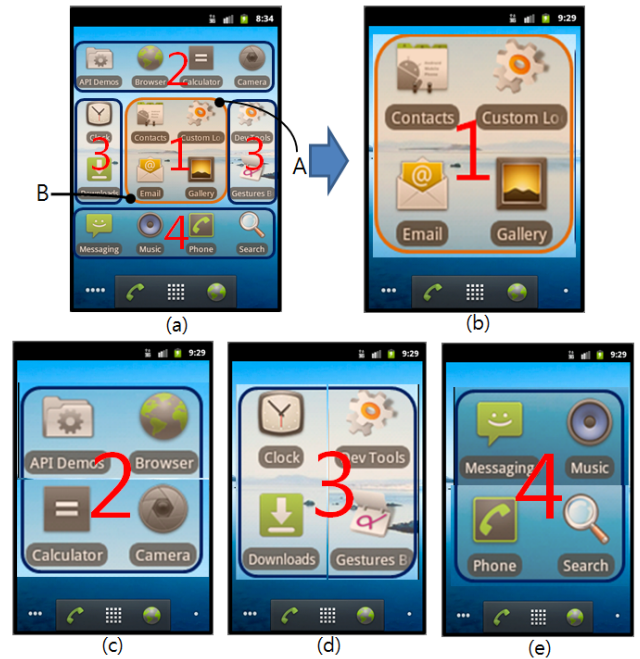 8:34
API Demos Browser Calculator Camera
2
Clock Contacts Custom Lo Dev Tools
3 1 3
A
B
Downloads Email Gallery Gestures B
Messaging Music Phone Search
4
(a)
9:29
Contacts Custom Lo
1
Email Gallery
(b)
9:29
API Demos Browser
2
Calculator Camera
(c)
9:29
Clock Dev Tools
3
Downloads Gestures B
(d)
9:29
Messaging Music
4
Phone Search
(e)